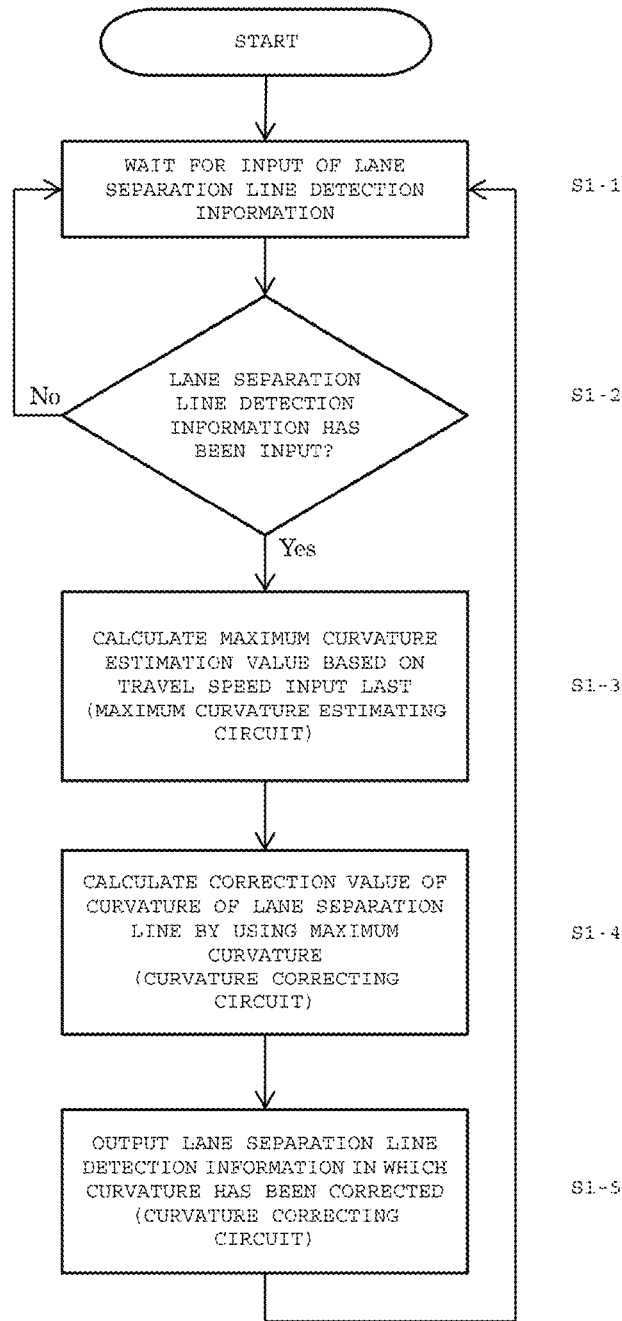 START
WAIT FOR INPUT OF LANE
SEPARATION LINE DETECTION
INFORMATION
S1-1
LANE SEPARATION
LINE DETECTION
INFORMATION HAS
BEEN INPUT?
S1-2
No
Yes
CALCULATE MAXIMUM CURVATURE
ESTIMATION VALUE BASED ON
TRAVEL SPEED INPUT LAST
(MAXIMUM CURVATURE ESTIMATING
CIRCUIT)
S1-3
CALCULATE CORRECTION VALUE OF
CURVATURE OF LANE SEPARATION
LINE BY USING MAXIMUM
CURVATURE
(CURVATURE CORRECTING
CIRCUIT)
S1-4
OUTPUT LANE SEPARATION LINE
DETECTION INFORMATION IN WHICH
CURVATURE HAS BEEN CORRECTED
(CURVATURE CORRECTING
CIRCUIT)
S1-5